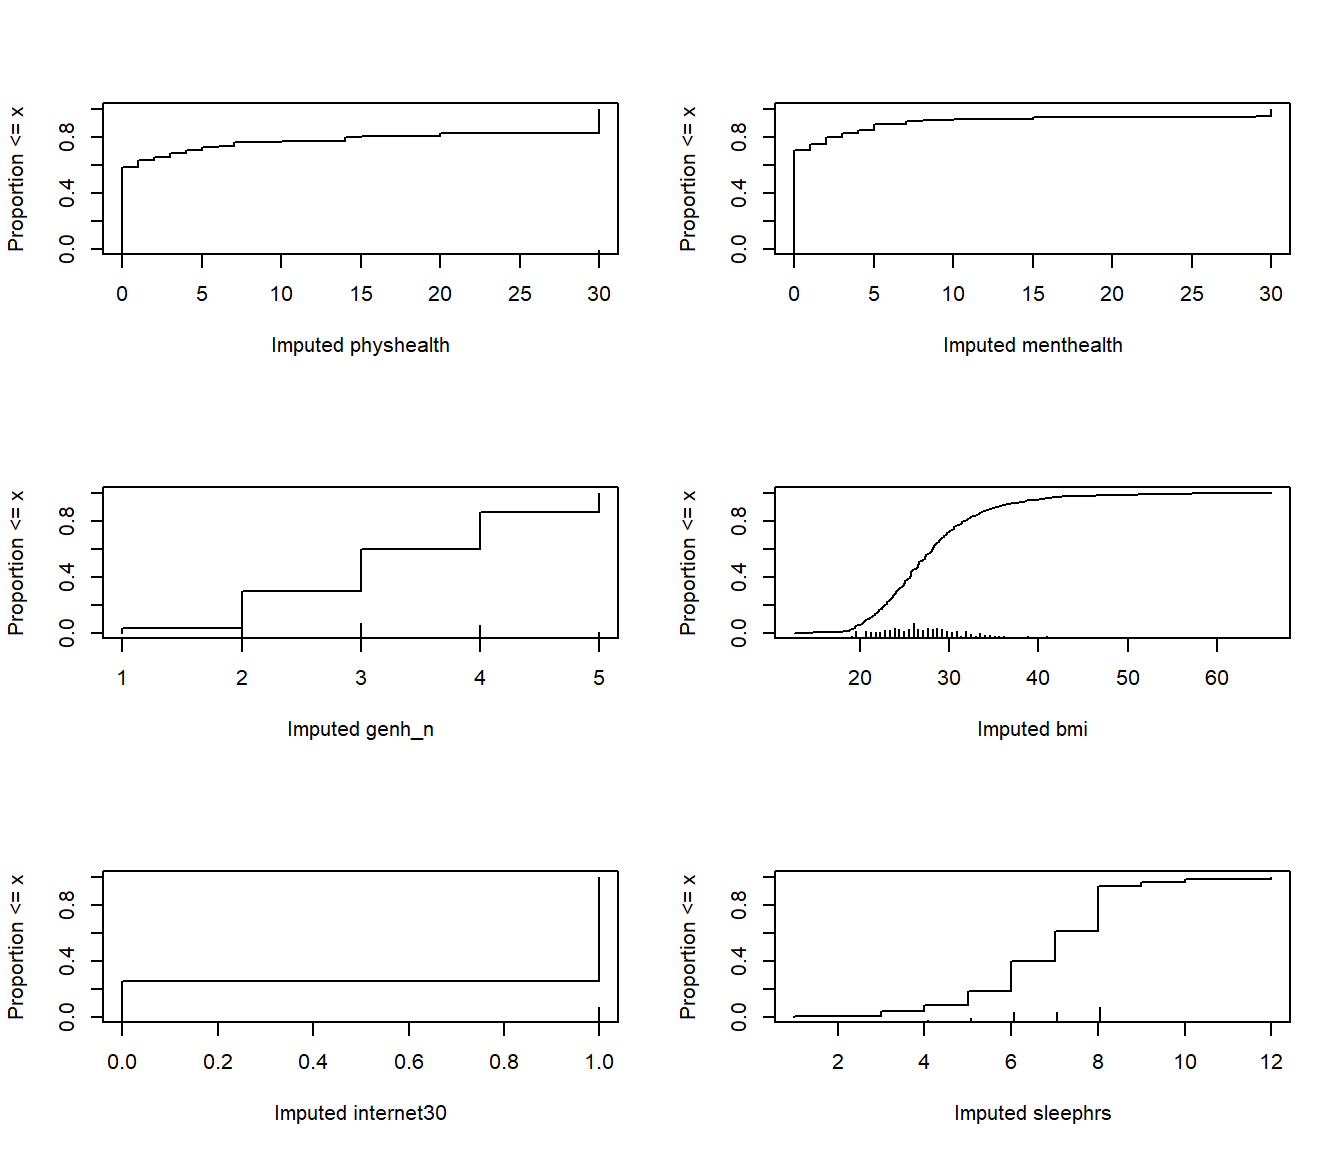 Proportion <= x
0.0 0.4 0.8
0 5 10 15 20 25 30
Imputed physhealth
Proportion <= x
0.0 0.4 0.8
0 5 10 15 20 25 30
Imputed menthealth
Proportion <= x
0.0 0.4 0.8
1 2 3 4 5
Imputed genh_n
Proportion <= x
0.0 0.4 0.8
20 30 40 50 60
Imputed bmi
Proportion <= x
0.0 0.4 0.8
0.0 0.2 0.4 0.6 0.8 1.0
Imputed internet30
Proportion <= x
0.0 0.4 0.8
2 4 6 8 10 12
Imputed sleephrs